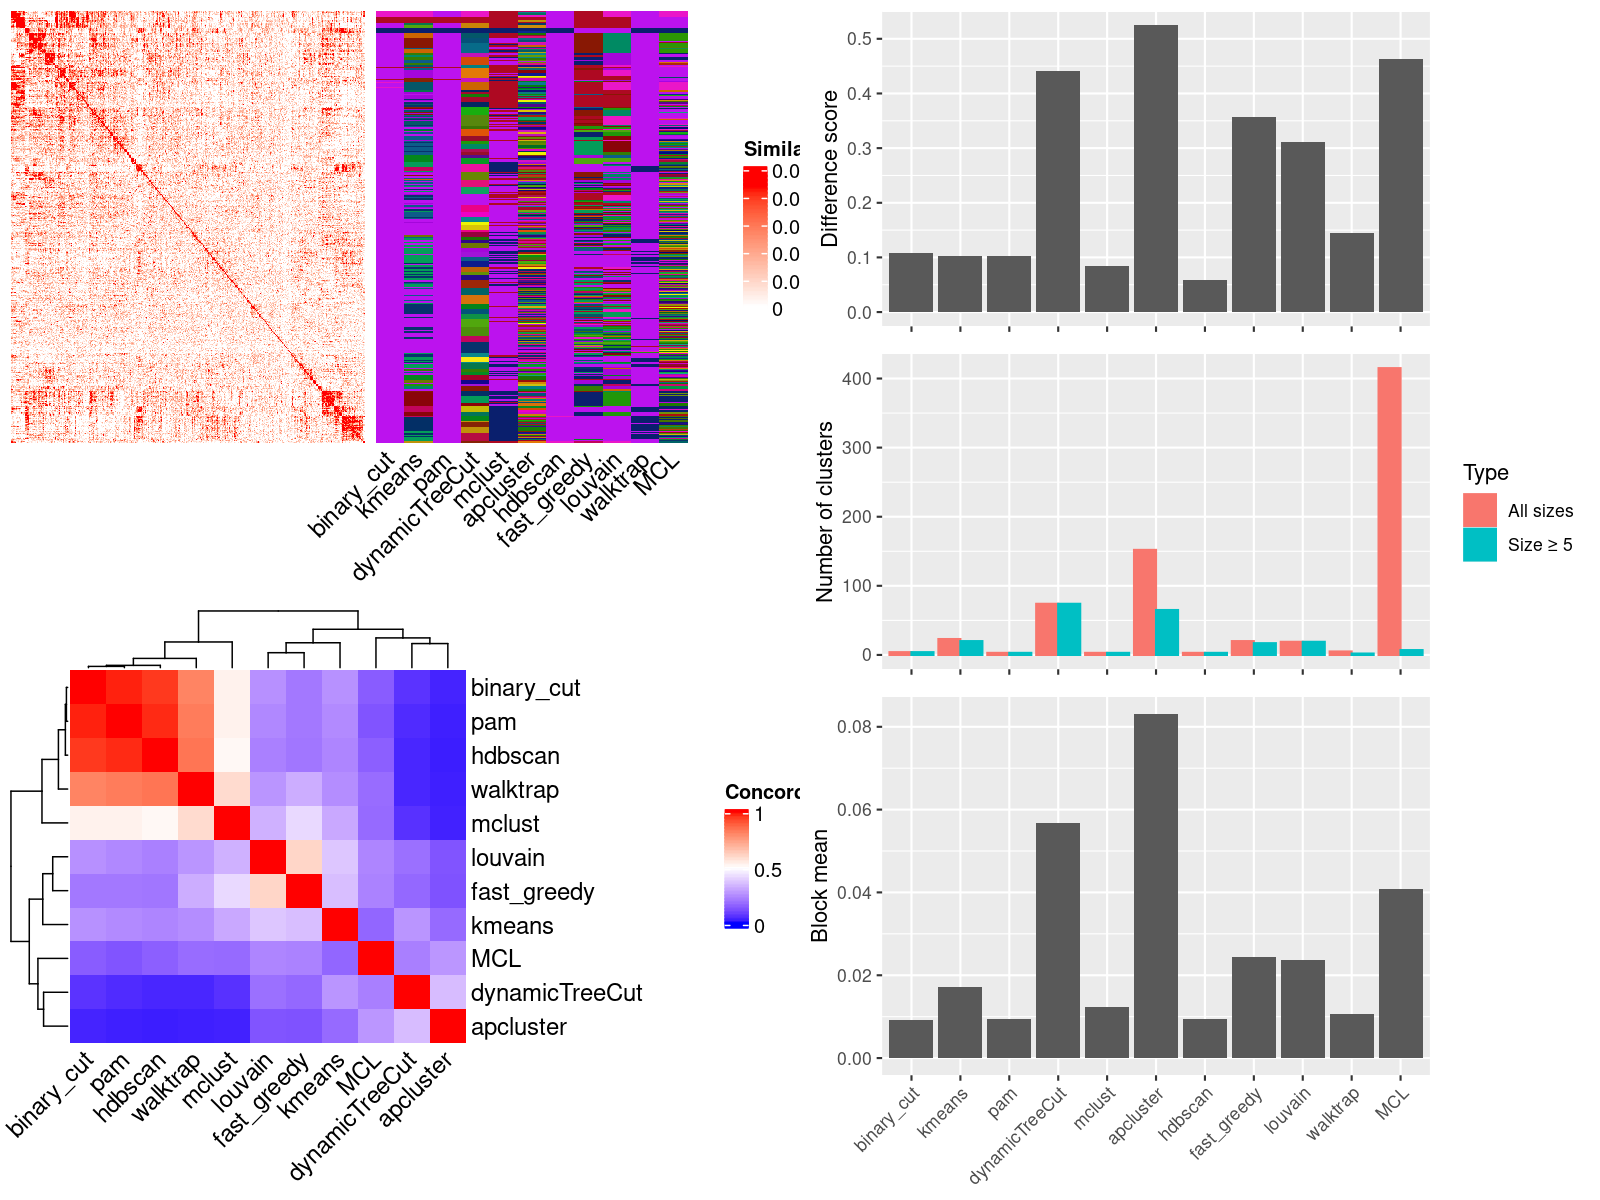 Simila
0.0
0.0
0.0
0.0
0
binary_cut
kmeans
pam
dynamicTreeCut
mclust
apcluster
hdbscan
fast_greedy
louvain
walktrap
MCL
binary_cut
pam
hdbscan
walktrap
mclust
louvain
fast_greedy
kmeans
MCL
dynamicTreeCut
apcluster
binary_cut
pam
hdbscan
walktrap
mclust
louvain
fast_greedy
kmeans
MCL
dynamicTreeCut
apcluster
Concord
1
0.5
0
Difference score
0.5
0.4
0.3
0.2
0.1
0.0
Number of clusters
400
300
200
100
0
Type
All sizes
Size ≥ 5
Block mean
0.08
0.06
0.04
0.02
0.00
binary_cut
kmeans
pam
dynamicTreeCut
mclust
apcluster
hdbscan
fast_greedy
louvain
walktrap
MCL